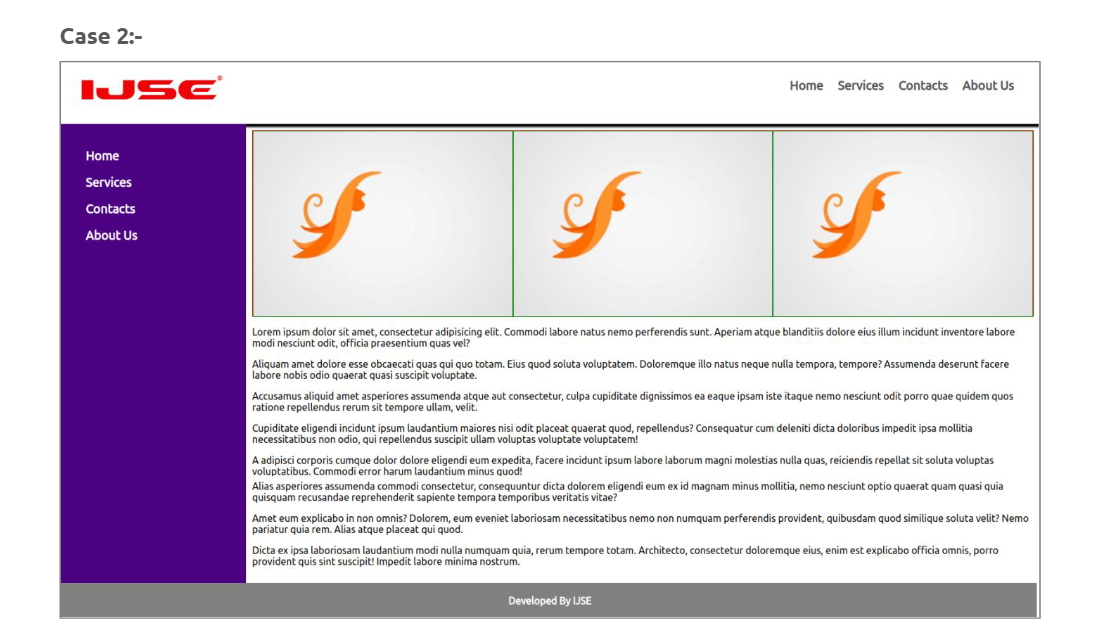 Case 2:-
IJSE®
Home Services Contacts About Us
Home
Services
Contacts
About Us
Lorem ipsum dolor sit amet, consectetur adipisicing elit. Commodi labore natus nemo perferendis sunt. Aperiam atque blanditiis dolore eius illum incidunt inventore labore
modi nesciunt odit, officia praesentium quas vel?
Aliquam amet dolore esse obcaecati quas qui quo totam. Eius quod soluta voluptatem. Doloremque illo natus neque nulla tempora, tempore? Assumenda deserunt facere
labore nobis odio quaerat quasi suscipit voluptate.
Accusamus aliquid amet asperiores assumenda atque aut consectetur, culpa cupiditate dignissimos ea eaque ipsam iste itaque nemo nesciunt odit porro quae quidem quos
ratione repellendus rerum sit tempore ullam, velit.
Cupiditate eligendi incidunt ipsum laudantium maiores nisi odit placeat quaerat quod, repellendus? Consequatur cum deleniti dicta doloribus impedit ipsa mollitia
necessitatibus non odio, qui repellendus suscipit ullam voluptas voluptate voluptatem!
A adipisci corporis cumque dolor dolore eligendi eum expedita, facere incidunt ipsum labore laborum magni molestias nulla quas, reiciendis repellat sit soluta voluptas
voluptatibus. Commodi error harum laudantium minus quod!
Alias asperiores assumenda commodi consectetur, consequuntur dicta dolorem eligendi eum ex id magnam minus mollitia, nemo nesciunt optio quaerat quam quasi quia
quisquam recusandae reprehenderit sapiente tempora temporibus veritatis vitae?
Amet eum explicabo in non omnis? Dolorem, eum eveniet laboriosam necessitatibus nemo non numquam perferendis provident, quibusdam quod similique soluta velit? Nemo
pariatur quia rem. Alias atque placeat qui quod.
Dicta ex ipsa laboriosam laudantium modi nulla numquam quia, rerum tempore totam. Architecto, consectetur doloremque eius, enim est explicabo officia omnis, porro
provident quis sint suscipit! Impedit labore minima nostrum.
Developed By IJSE